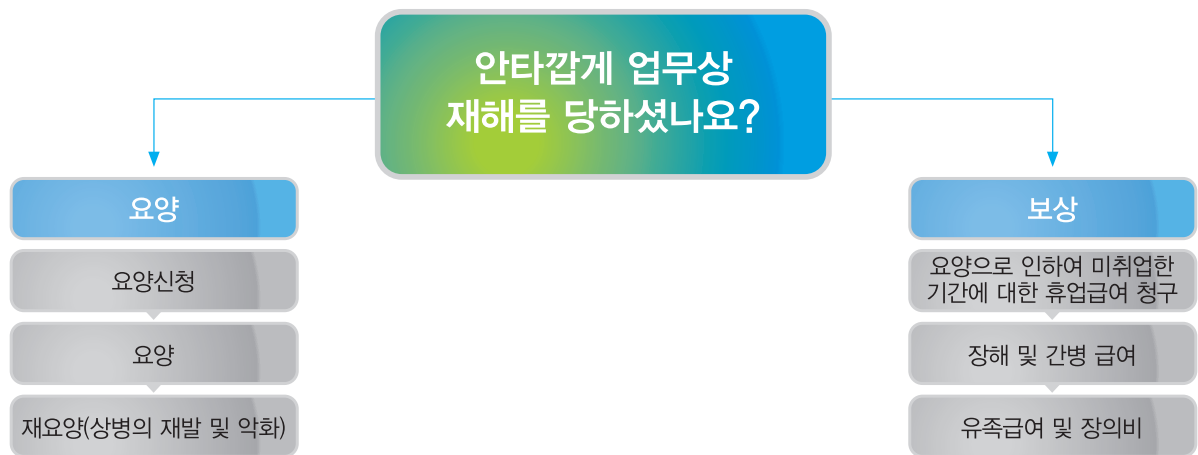 안타깝게 업무상
재해를 당하셨나요?
요양
요양신청
요양
재요양(상병의 재발 및 악화)
보상
요양으로 인하여 미취업한
기간에 대한 휴업급여 청구
장해 및 간병 급여
유족급여 및 장의비